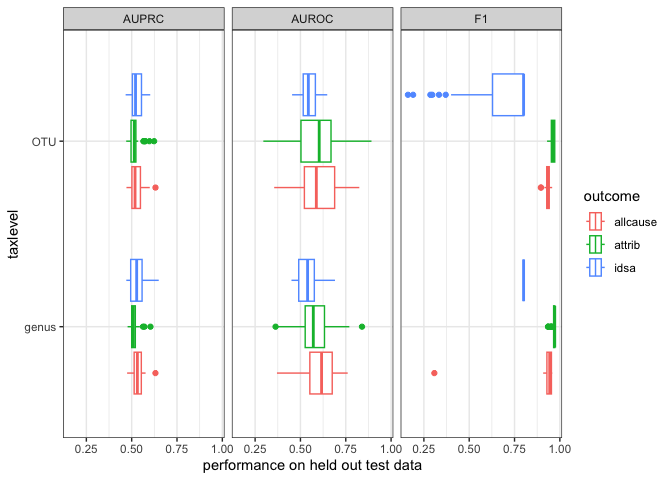 AUPRC AUROC F1
taxlevel
OTU
genus
0.25 0.50 0.75 1.00 0.25 0.50 0.75 1.00 0.25 0.50 0.75 1.00
performance on held out test data
outcome
allcause
attrib
idsa